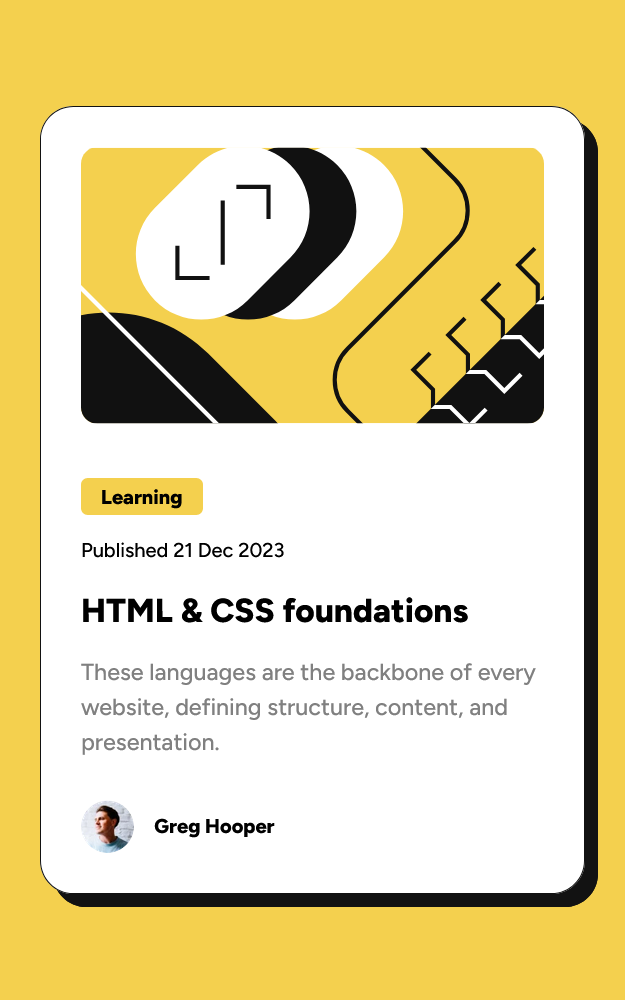 Learning
Published 21 Dec 2023
HTML & CSS foundations
These languages are the backbone of every
website, defining structure, content, and
presentation.
Greg Hooper